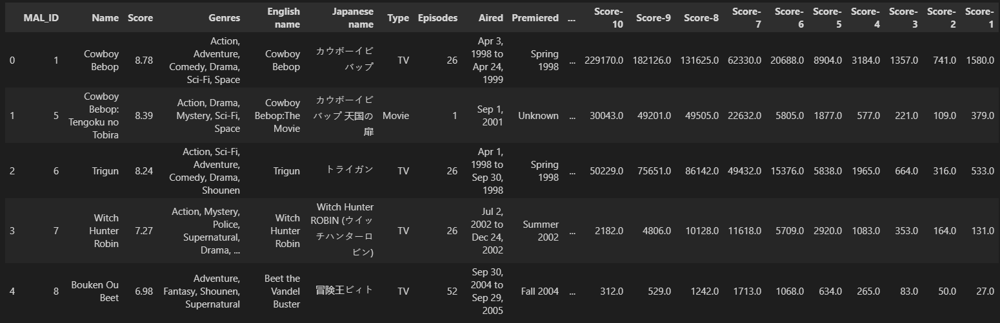 MAL_ID Name Score Genres English name Japanese name Type Episodes Aired Premiered ... Score-10 Score-9 Score-8 Score-7 Score-6 Score-5 Score-4 Score-3 Score-2 Score-1
0 1 Cowboy Bebop 8.78 Action, Adventure, Comedy, Drama, Sci-Fi, Space Cowboy Bebop カウボーイビバップ TV 26 Apr 3, 1998 to Apr 24, 1999 Spring 1998 ... 229170.0 182126.0 131625.0 62330.0 20688.0 8904.0 3184.0 1357.0 741.0 1580.0
1 5 Cowboy Bebop: Tengoku no Tobira 8.39 Action, Drama, Mystery, Sci-Fi, Space Cowboy Bebop:The Movie カウボーイビバップ 天国の扉 Movie 1 Sep 1, 2001 Unknown ... 30043.0 49201.0 49505.0 22632.0 5805.0 1877.0 577.0 221.0 109.0 379.0
2 6 Trigun 8.24 Action, Sci-Fi, Adventure, Comedy, Drama, Shounen Trigun トライガン TV 26 Apr 1, 1998 to Sep 30, 1998 Spring 1998 ... 50229.0 75651.0 86142.0 49432.0 15376.0 5838.0 1965.0 664.0 316.0 533.0
3 7 Witch Hunter Robin 7.27 Action, Mystery, Police, Supernatural, Drama, ... Witch Hunter Robin Witch Hunter ROBIN (ウイッチハンターロビン) TV 26 Jul 2, 2002 to Dec 24, 2002 Summer 2002 ... 2182.0 4806.0 10128.0 11618.0 5709.0 2920.0 1083.0 353.0 164.0 131.0
4 8 Bouken Ou Beet 6.98 Adventure, Fantasy, Shounen, Supernatural Beet the Vandel Buster 冒険王ビィト TV 52 Sep 30, 2004 to Sep 29, 2005 Fall 2004 ... 312.0 529.0 1242.0 1713.0 1068.0 634.0 265.0 83.0 50.0 27.0